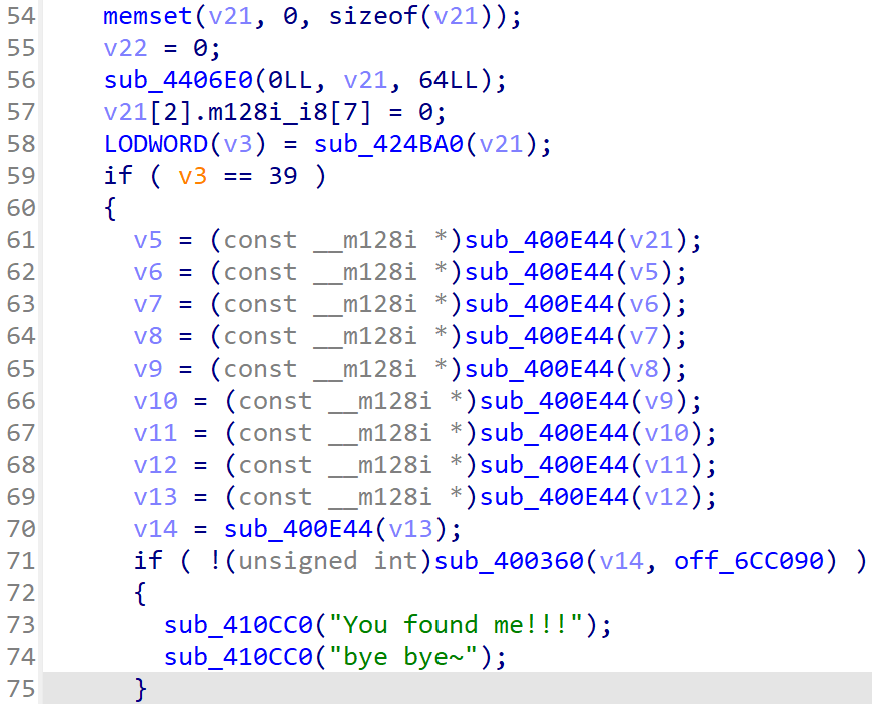 54 memset(v21, 0, sizeof(v21));
55 v22 = 0;
56 sub_4406E0(0LL, v21, 64LL);
57 v21[2].m128i_i8[7] = 0;
58 LODWORD(v3) = sub_424BA0(v21);
59 if ( v3 == 39 )
60 {
61 v5 = (const __m128i *)sub_400E44(v21);
62 v6 = (const __m128i *)sub_400E44(v5);
63 v7 = (const __m128i *)sub_400E44(v6);
64 v8 = (const __m128i *)sub_400E44(v7);
65 v9 = (const __m128i *)sub_400E44(v8);
66 v10 = (const __m128i *)sub_400E44(v9);
67 v11 = (const __m128i *)sub_400E44(v10);
68 v12 = (const __m128i *)sub_400E44(v11);
69 v13 = (const __m128i *)sub_400E44(v12);
70 v14 = sub_400E44(v13);
71 if ( !(unsigned int)sub_400360(v14, off_6CC090) )
72 {
73 sub_410CC0("You found me!!!");
74 sub_410CC0("bye bye~");
75 }